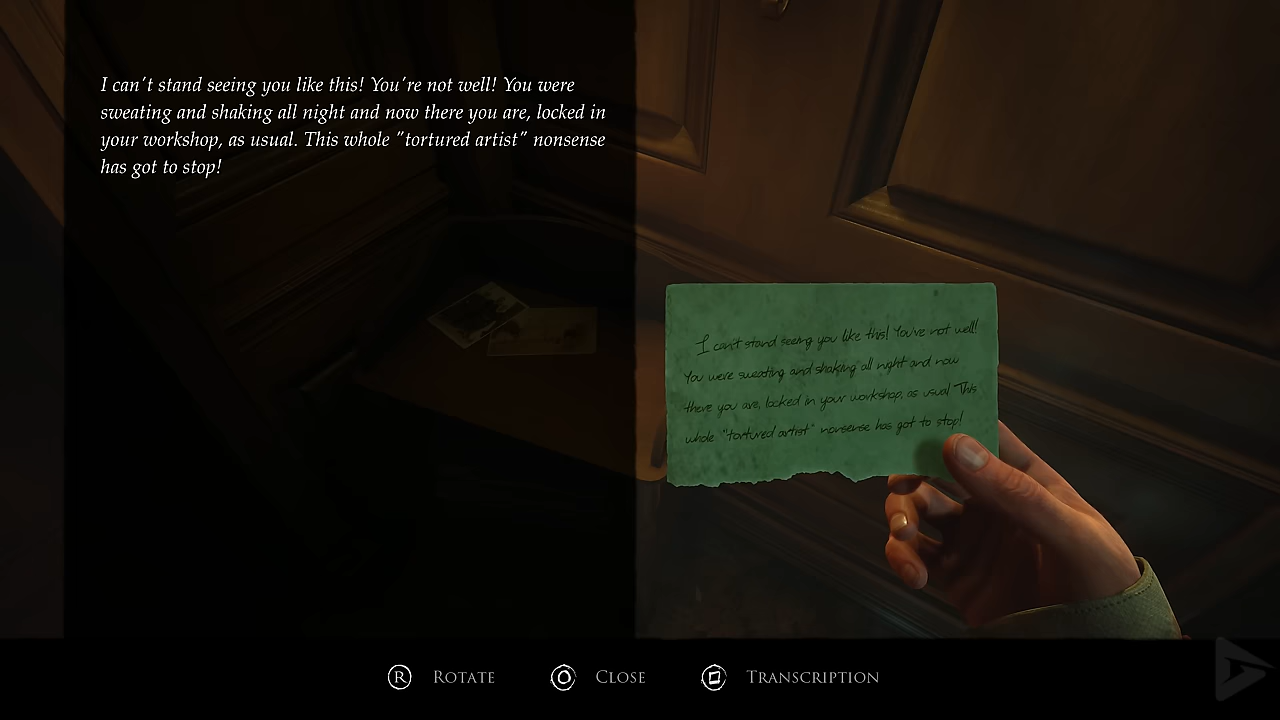 I can't stand seeing you like this! You're not well! You were
sweating and shaking all night and now there you are, locked in
your workshop, as usual. This whole "tortured artist" nonsense
has got to stop!
I can't stand seeing you like this! You're not well!
You were sweating and shaking all night and now
there you are, locked in your workshop, as usual This
whole "tortured artist" nonsense has got to stop!
R ROTATE CLOSE TRANSCRIPTION